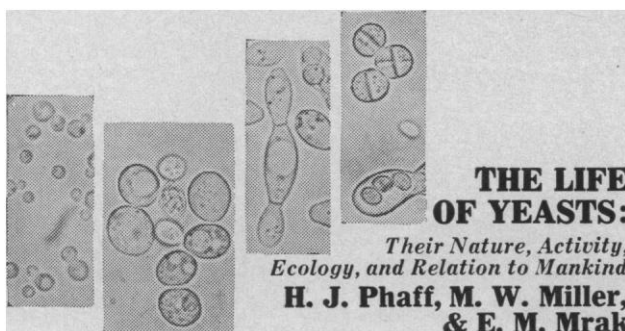 THE LIFE
OF YEASTS:
Their Nature, Activity,
Ecology, and Relation to Mankind
H. J. Phaff, M. W. Miller,
& E. M. Mrak